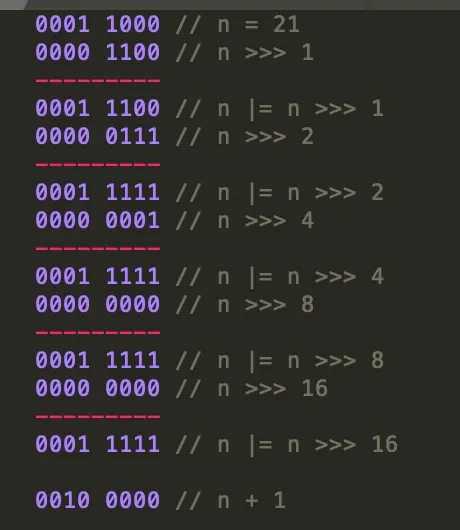 0001 1000 // n = 21
0000 1100 // n >>> 1
---------
0001 1100 // n |= n >>> 1
0000 0111 // n >>> 2
---------
0001 1111 // n |= n >>> 2
0000 0001 // n >>> 4
---------
0001 1111 // n |= n >>> 4
0000 0000 // n >>> 8
---------
0001 1111 // n |= n >>> 8
0000 0000 // n >>> 16
---------
0001 1111 // n |= n >>> 16
0010 0000 // n + 1